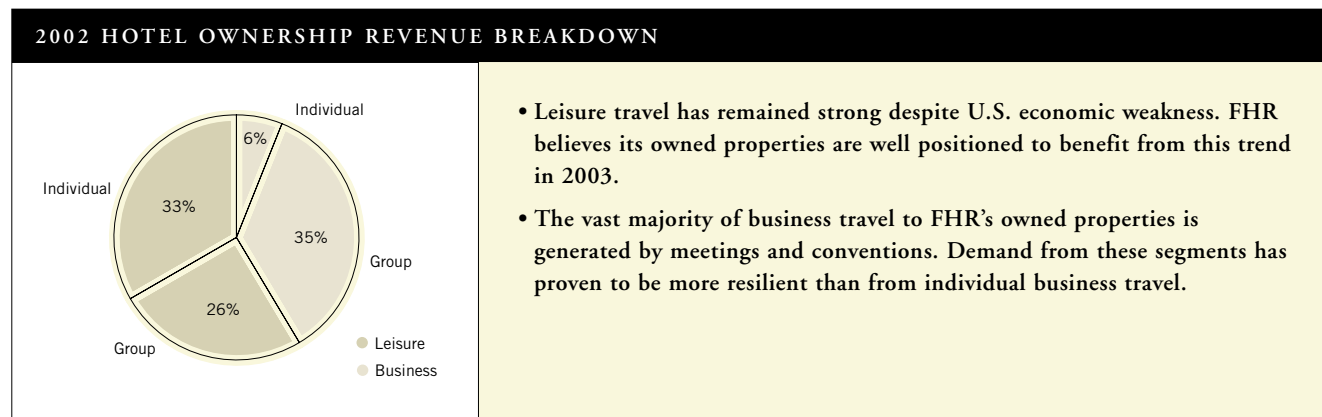 2002 HOTEL OWNERSHIP REVENUE BREAKDOWN
Individual
6%
Individual
33%
35%
Group
26%
Group
Leisure
Business
• Leisure travel has remained strong despite U.S. economic weakness. FHR
believes its owned properties are well positioned to benefit from this trend
in 2003.
• The vast majority of business travel to FHR’s owned properties is
generated by meetings and conventions. Demand from these segments has
proven to be more resilient than from individual business travel.